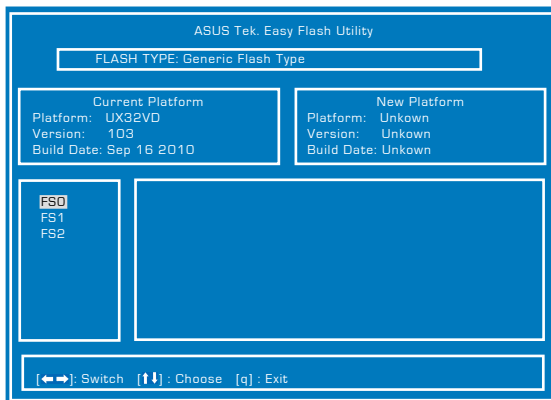 ASUS Tek. Easy Flash Utility
FLASH TYPE: Generic Flash Type
Current Platform
Platform: UX32VD
Version: 103
Build Date: Sep 16 2010
New Platform
Platform: Unkown
Version: Unkown
Build Date: Unkown
FS0
FS1
FS2
[←→]: Switch [↑↓] : Choose [q] : Exit